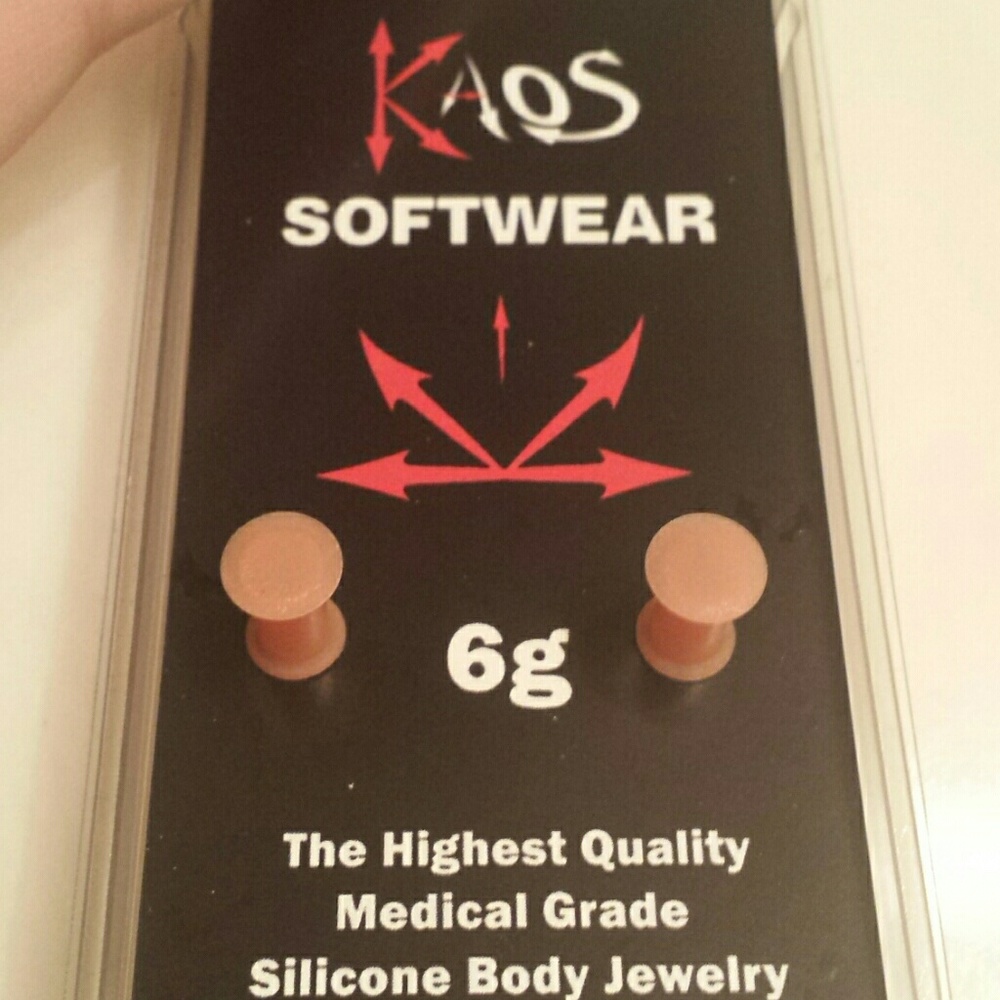 KAOS
SOFTWEAR
6g
The Highest Quality
Medical Grade
Silicone Body Jewelry